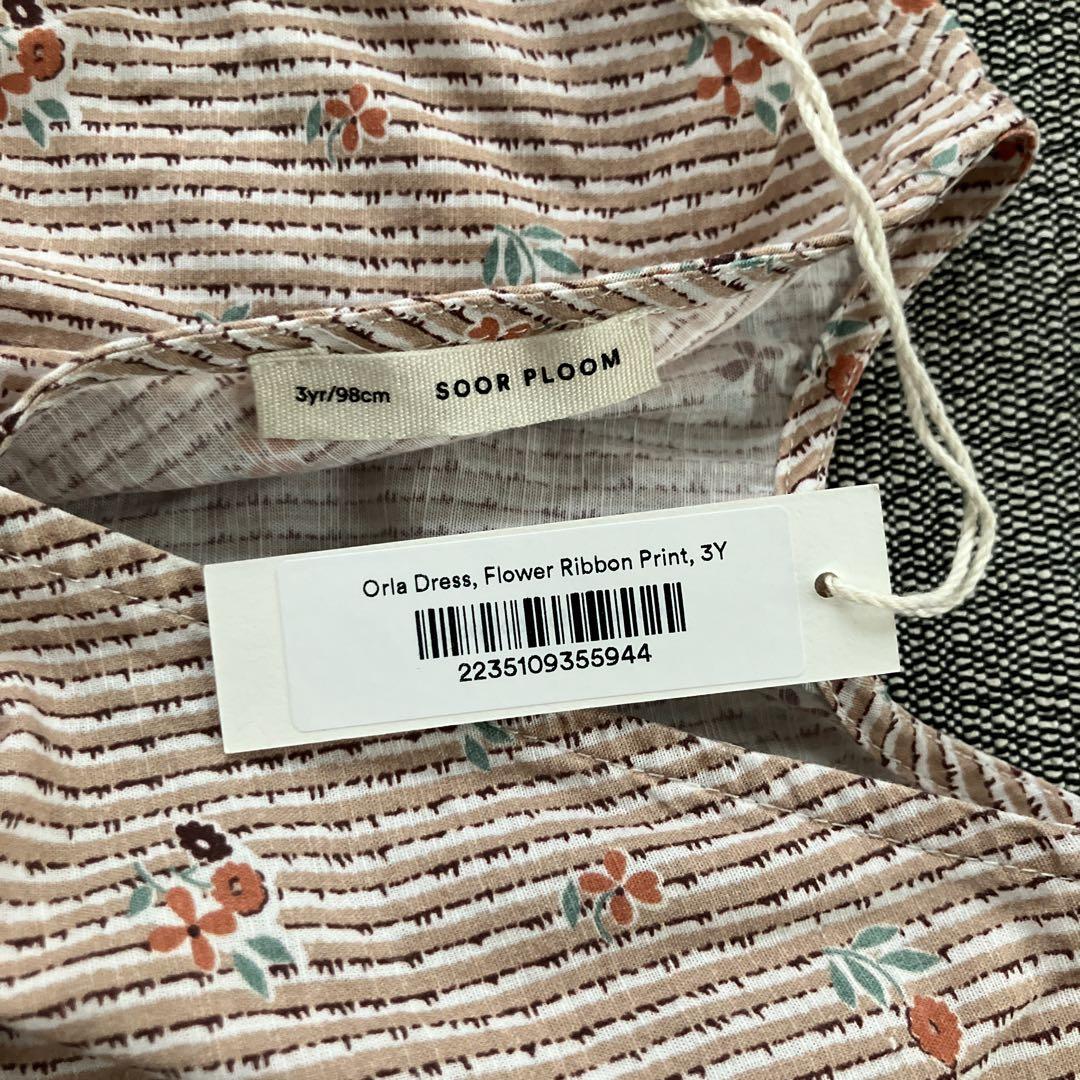 3yr/98cm SOOR PLOOM
Orla Dress, Flower Ribbon Print, 3Y
2235109355944